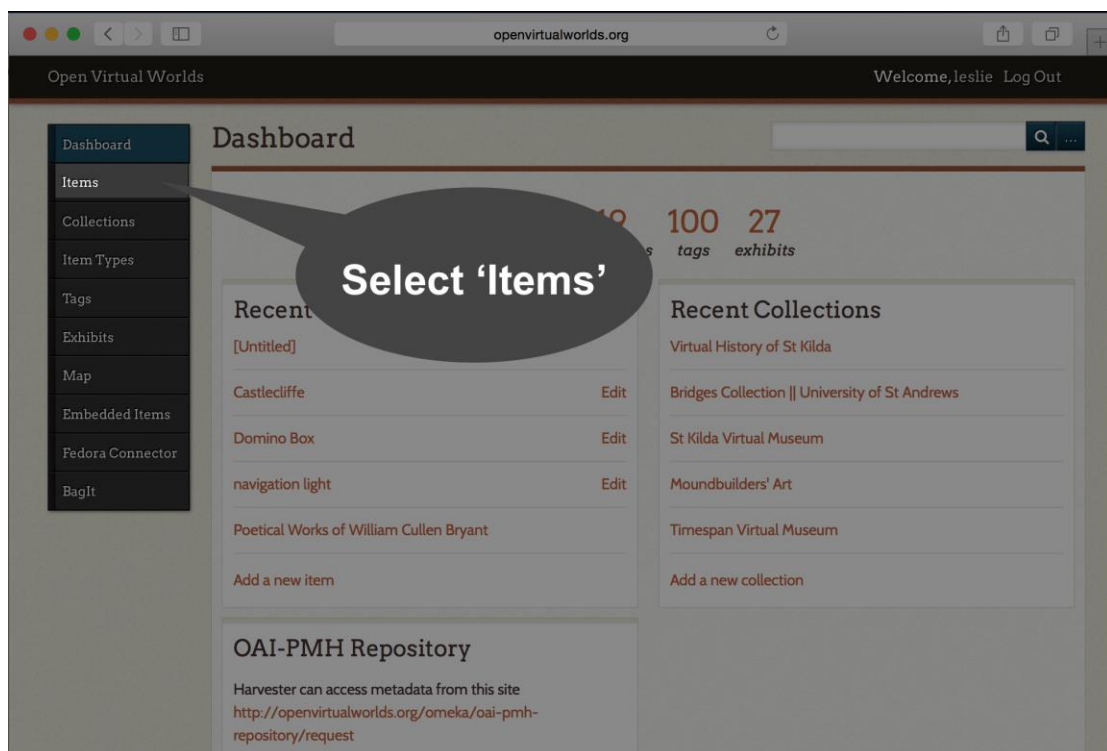 openvirtualworlds.org
Open Virtual Worlds
Welcome, leslie Log Out
Dashboard
Items
Collections
Item Types
Tags
Exhibits
Map
Embedded Items
Fedora Connector
BagIt
Dashboard
...
100 27
tags exhibits
Select ‘Items’
Recent
[Untitled]
Castlecliffe Edit
Domino Box Edit
navigation light Edit
Poetical Works of William Cullen Bryant
Add a new item
Recent Collections
Virtual History of St Kilda
Bridges Collection || University of St Andrews
St Kilda Virtual Museum
Moundbuilders' Art
Timespan Virtual Museum
Add a new collection
OAI-PMH Repository
Harvester can access metadata from this site
http://openvirtualworlds.org/omeka/oai-pmh-
repository/request